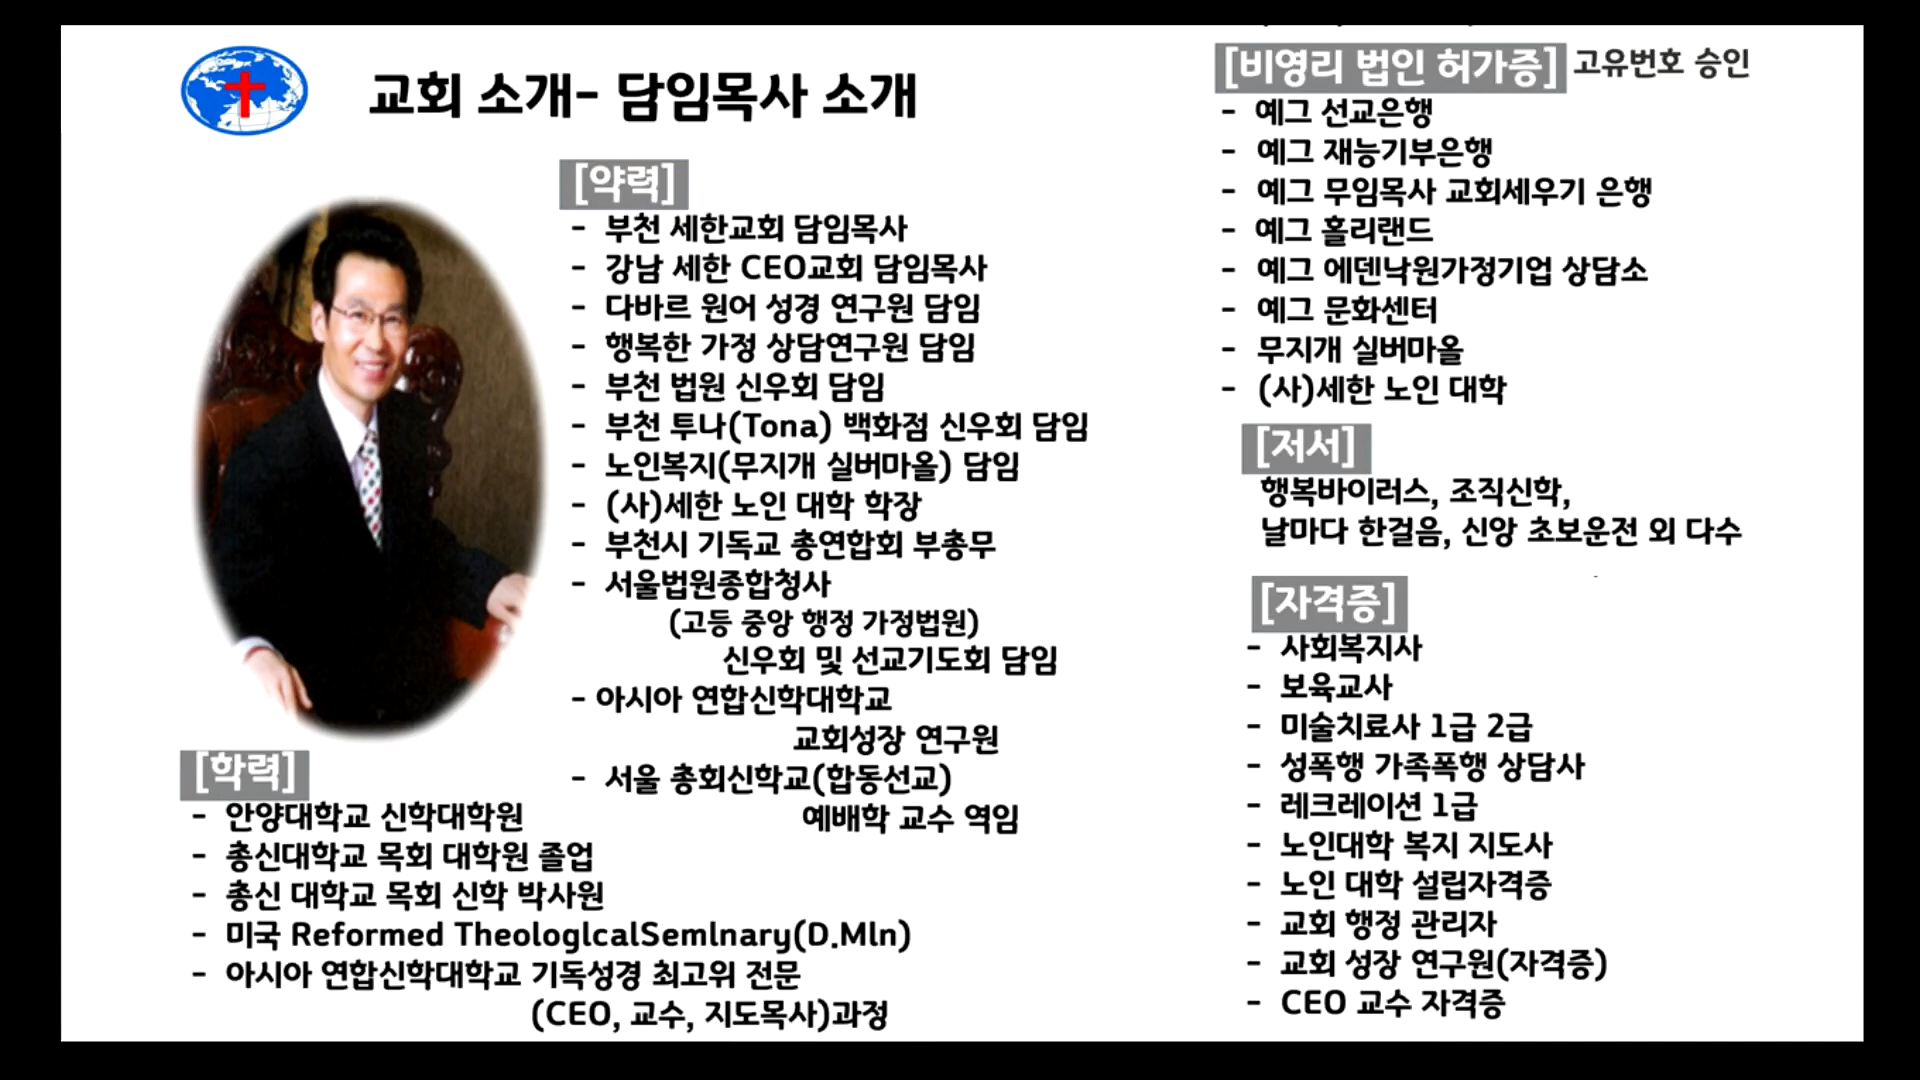 교회 소개- 담임목사 소개
[약력]
- 부천 세한교회 담임목사
- 강남 세한 CEO교회 담임목사
- 다바르 원어 성경 연구원 담임
- 행복한 가정 상담연구원 담임
- 부천 법원 신우회 담임
- 부천 투나(Tona) 백화점 신우회 담임
- 노인복지(무지개 실버마을) 담임
- (사)세한 노인 대학 학장
- 부천시 기독교 총연합회 부총무
- 서울법원종합청사
(고등 중앙 행정 가정법원)
신우회 및 선교기도회 담임
- 아시아 연합신학대학교
교회성장 연구원
- 서울 총회신학교(합동선교)
예배학 교수 역임
[학력]
- 안양대학교 신학대학원
- 총신대학교 목회 대학원 졸업
- 총신 대학교 목회 신학 박사원
- 미국 Reformed TheologlcalSemlnary(D.Mln)
- 아시아 연합신학대학교 기독성경 최고위 전문
(CEO, 교수, 지도목사)과정
[비영리 법인 허가증] 고유번호 승인
- 예그 선교은행
- 예그 재능기부은행
- 예그 무임목사 교회세우기 은행
- 예그 홀리랜드
- 예그 에덴낙원가정기업 상담소
- 예그 문화센터
- 무지개 실버마을
- (사)세한 노인 대학
[저서]
행복바이러스, 조직신학,
날마다 한걸음, 신앙 초보운전 외 다수
[자격증]
- 사회복지사
- 보육교사
- 미술치료사 1급 2급
- 성폭행 가족폭행 상담사
- 레크레이션 1급
- 노인대학 복지 지도사
- 노인 대학 설립자격증
- 교회 행정 관리자
- 교회 성장 연구원(자격증)
- CEO 교수 자격증